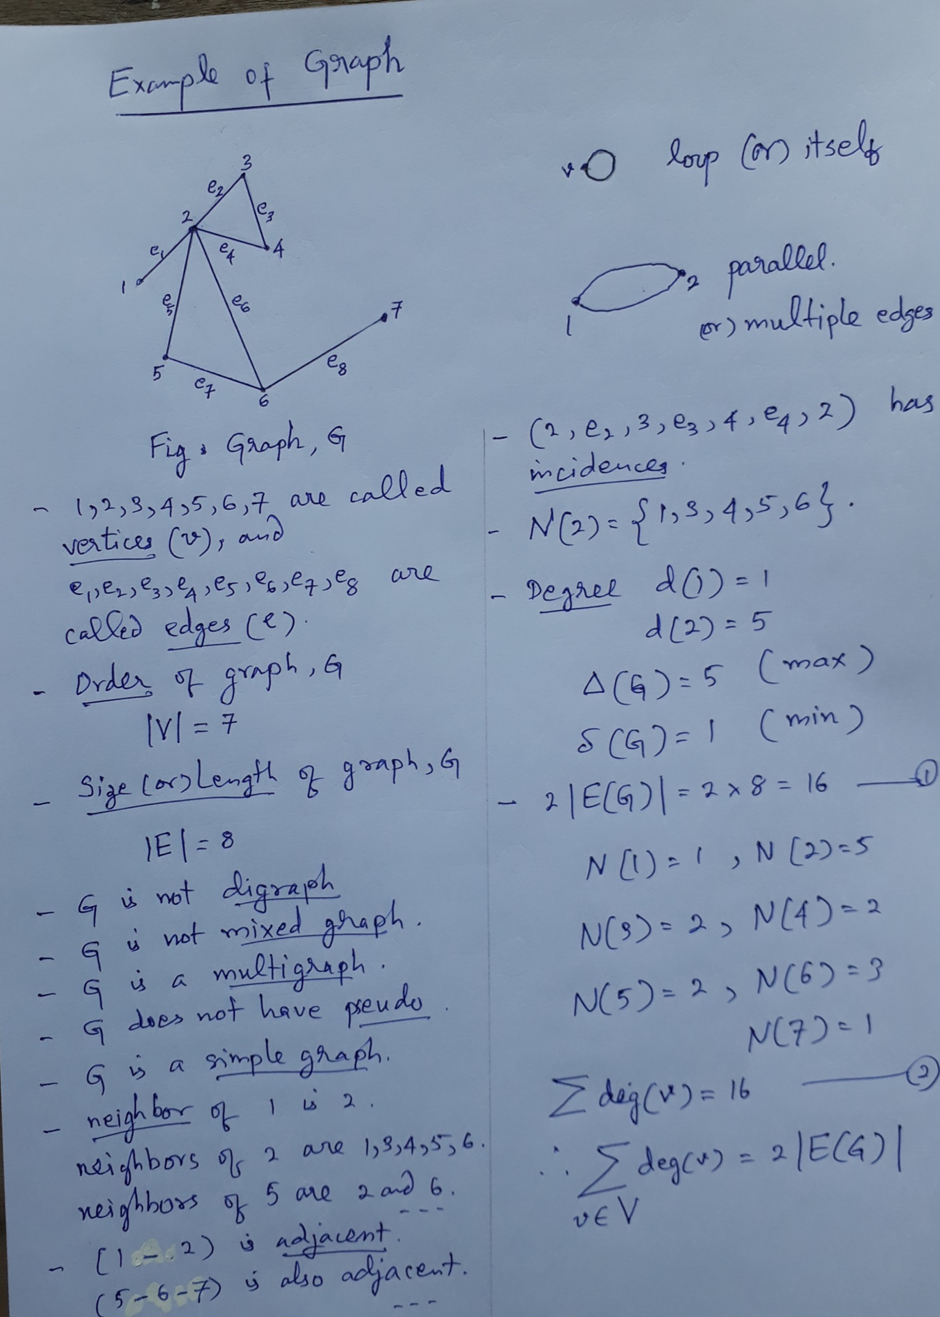 Example of Graph
3
e2
2
e3
e1
e4
4
1
e5
e6
7
5
e7
e8
6
Fig: Graph, G
- 1,2,3,4,5,6,7 are called
vertices (v), and
e1,e2,e3,e4,e5,e6,e7,e8 are
called edges (e).
- Order of graph, G
|V| = 7
- Size (or) Length of graph, G
|E| = 8
- G is not digraph
- G is not mixed graph.
- G is a multigraph.
- G does not have pseudo.
- G is a simple graph.
- neighbor of 1 is 2.
neighbors of 2 are 1,3,4,5,6.
neighbors of 5 are 2 and 6.
---
- (1 - 2) is adjacent.
(5-6-7) is also adjacent.
---
v loop (or) itself
2 parallel.
1
(or) multiple edges
- (2, e2, 3, e3, 4, e4, 2) has
incidences.
- N(2) = {1,3,4,5,6}.
- Degree d(1) = 1
d(2) = 5
Δ(G) = 5 (max)
δ(G) = 1 (min)
- 2|E(G)| = 2 x 8 = 16 — ①
N(1) = 1, N(2) = 5
N(3) = 2, N(4) = 2
N(5) = 2, N(6) = 3
N(7) = 1
∑ deg(v) = 16 — ②
∴ ∑ deg(v) = 2|E(G)|
v∈V